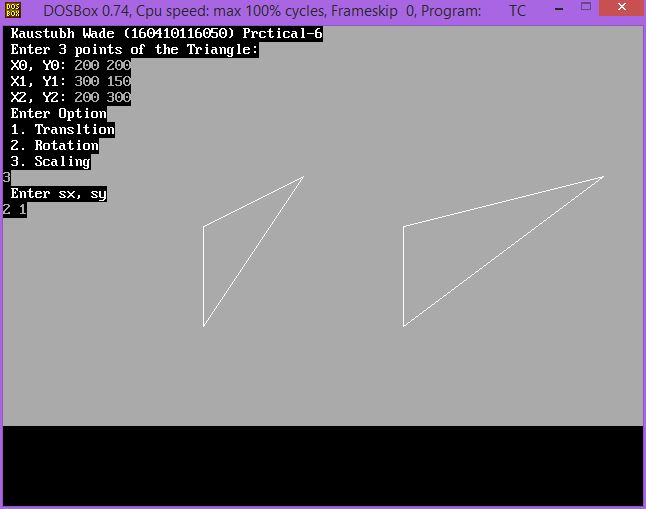 DOS
BOX
DOSBox 0.74, Cpu speed: max 100% cycles, Frameskip 0, Program: TC
Kaustubh Wade (160410116050) Prctical-6
Enter 3 points of the Triangle:
X0, Y0: 200 200
X1, Y1: 300 150
X2, Y2: 200 300
Enter Option
1. Transltion
2. Rotation
3. Scaling
3
Enter sx, sy
2 1